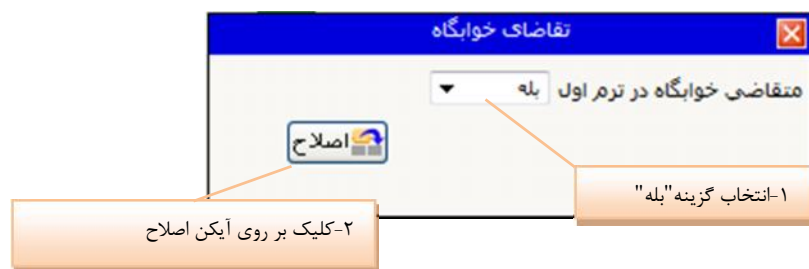 تقاضای خوابگاه
متقاضی خوابگاه در ترم اول بله
اصلاح
۱-انتخاب گزینه"بله"
۲-کلیک بر روی آیکن اصلاح